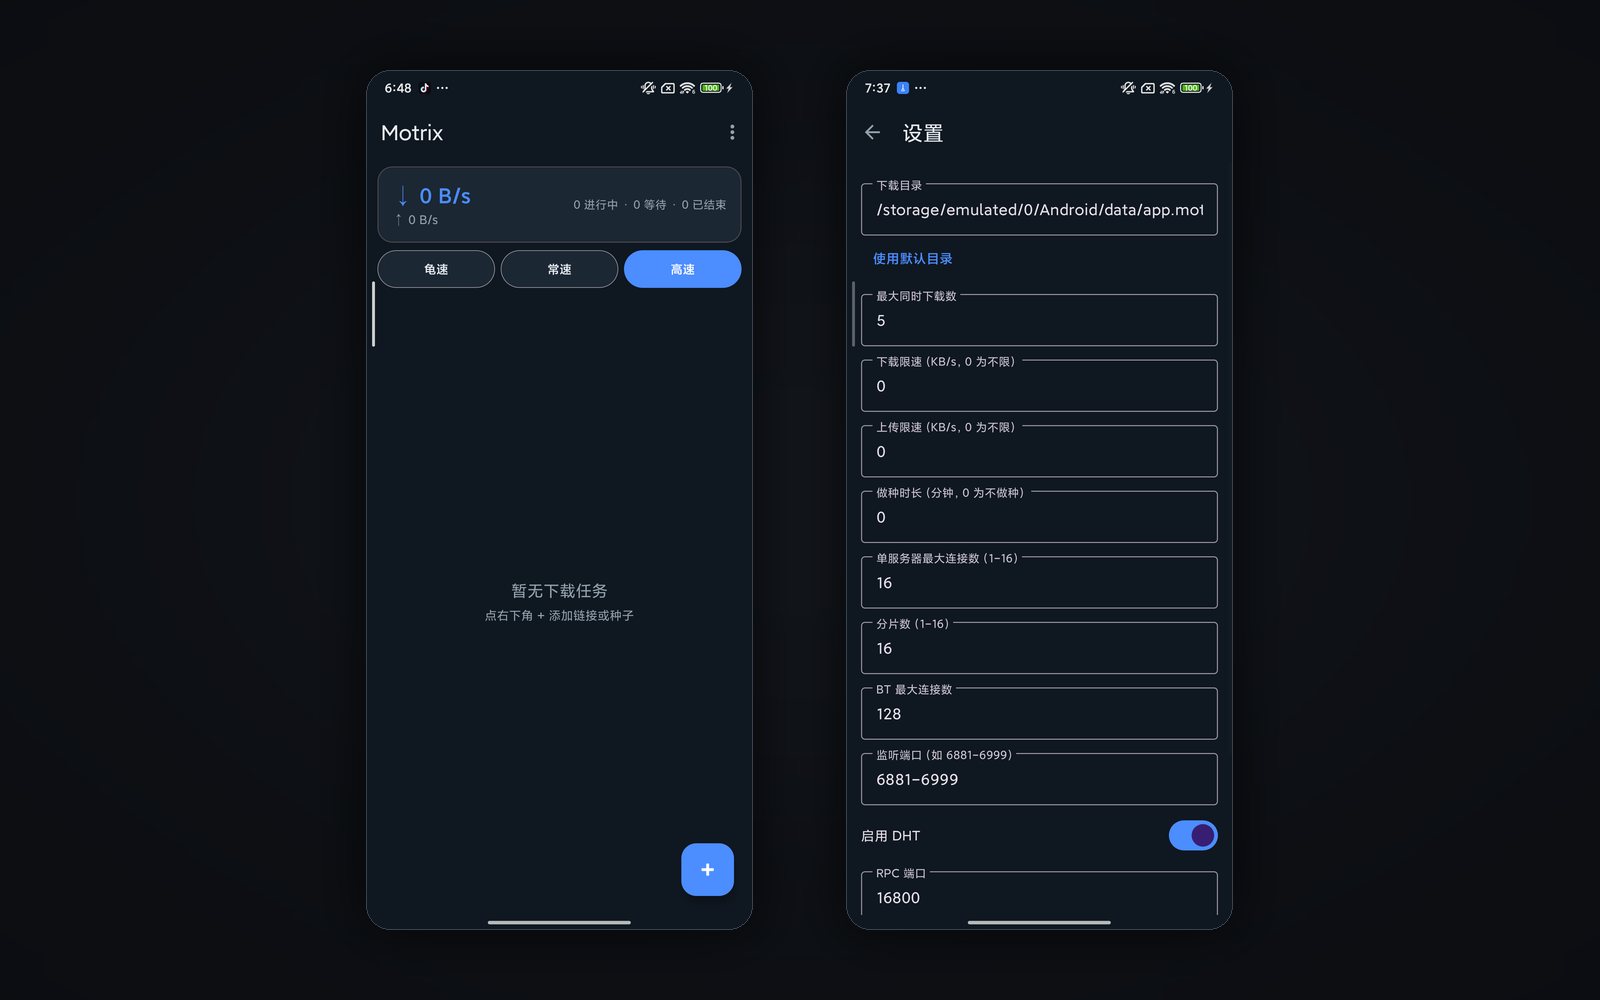 6:48
100
Motrix
↓ 0 B/s
↑ 0 B/s
0 进行中 · 0 等待 · 0 已结束
龟速
常速
高速
暂无下载任务
点右下角 + 添加链接或种子
+
7:37
100
设置
下载目录
/storage/emulated/0/Android/data/app.mot
使用默认目录
最大同时下载数
5
下载限速 (KB/s, 0 为不限)
0
上传限速 (KB/s, 0 为不限)
0
做种时长 (分钟, 0 为不做种)
0
单服务器最大连接数 (1-16)
16
分片数 (1-16)
16
BT 最大连接数
128
监听端口 (如 6881-6999)
6881-6999
启用 DHT
RPC 端口
16800